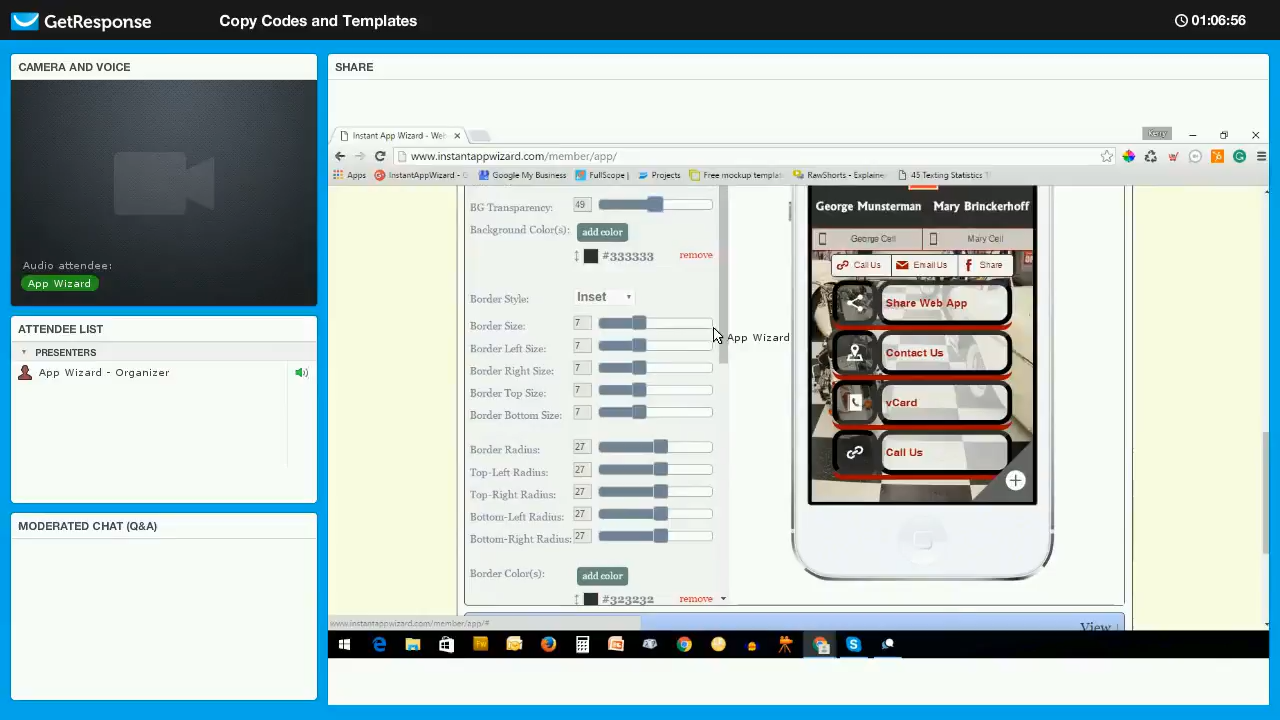 GetResponse
Copy Codes and Templates
01:06:56
CAMERA AND VOICE
Audio attendee:
App Wizard
ATTENDEE LIST
PRESENTERS
App Wizard - Organizer
MODERATED CHAT (Q&A)
SHARE
Instant App Wizard - Web
Kerry
www.instantappwizard.com/member/app/
Apps
InstantAppWizard - G
Google My Business
FullScope |
Projects
Free mockup templat
RawShorts - Explaine
45 Texting Statistics T
BG Transparency: 49
Background Color(s): add color
#333333 remove
Border Style: Inset
Border Size: 7
Border Left Size: 7
Border Right Size: 7
Border Top Size: 7
Border Bottom Size: 7
Border Radius: 27
Top-Left Radius: 27
Top-Right Radius: 27
Bottom-Left Radius: 27
Bottom-Right Radius: 27
Border Color(s): add color
#323232 remove
App Wizard
George Munsterman Mary Brinckerhoff
George Cell Mary Cell
Call Us Email Us Share
Share Web App
Contact Us
vCard
Call Us
View
www.instantappwizard.com/member/app/#